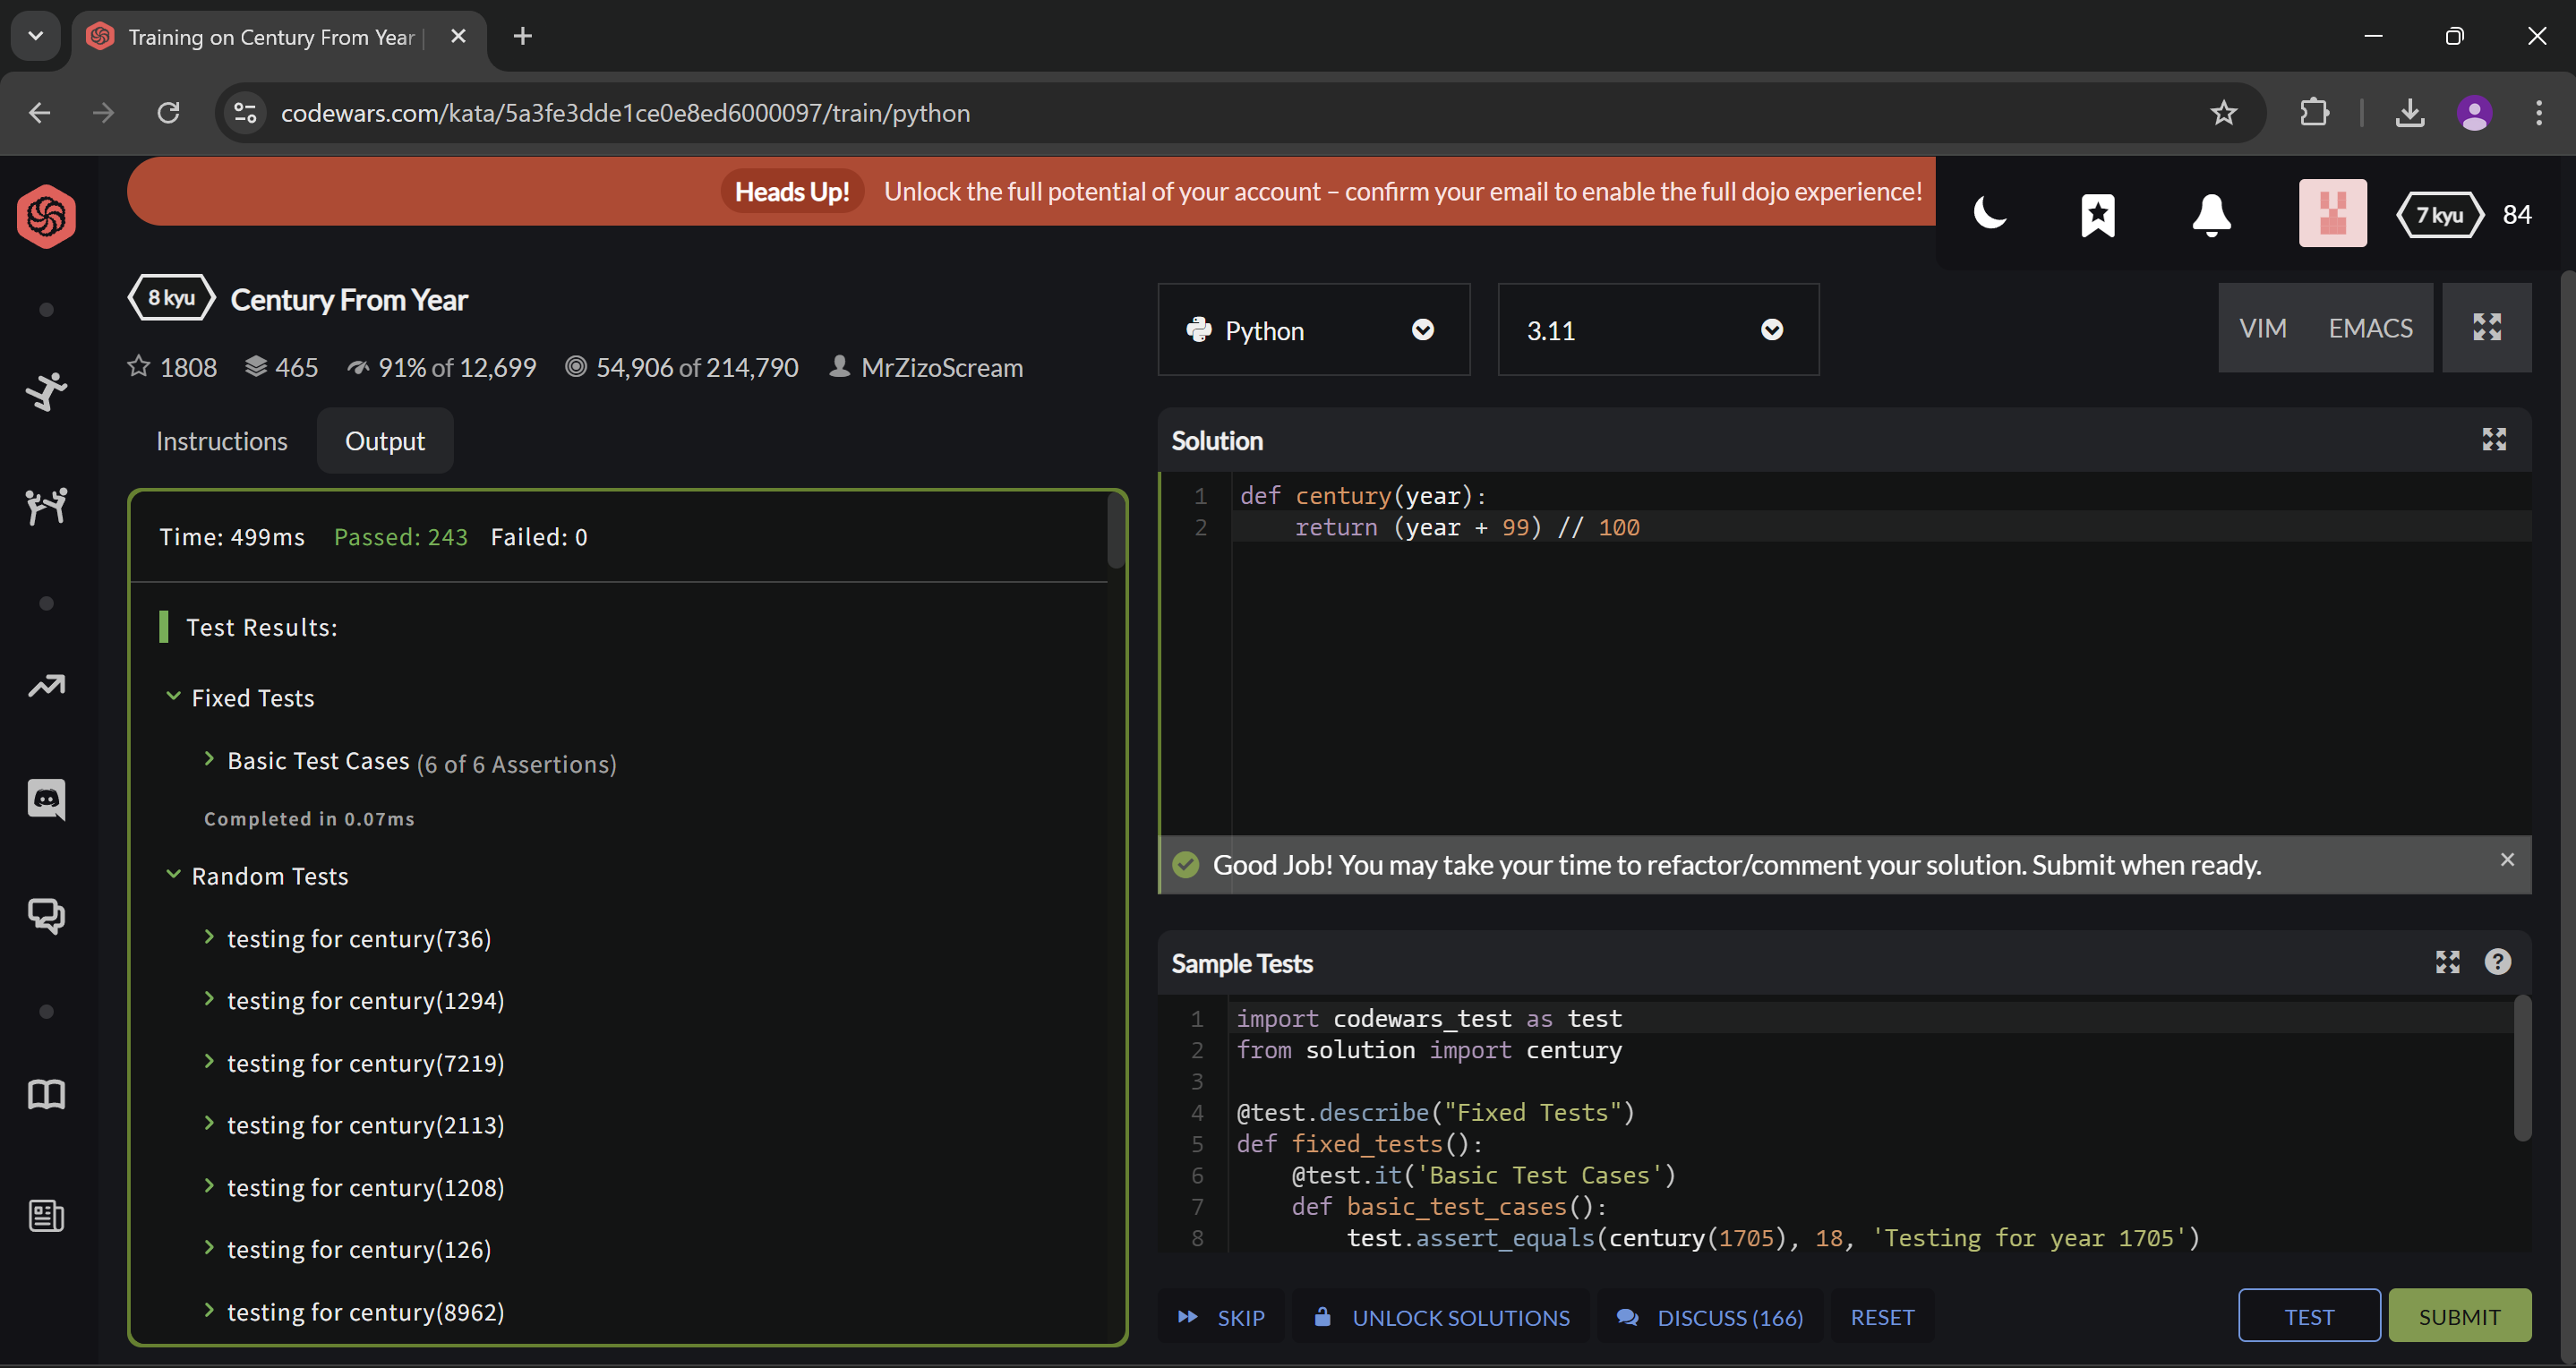 Training on Century From Year |
codewars.com/kata/5a3fe3dde1ce0e8ed6000097/train/python
Heads Up! Unlock the full potential of your account – confirm your email to enable the full dojo experience!
7 kyu 84
8 kyu Century From Year
1808 465 91% of 12,699 54,906 of 214,790 MrZizoScream
Python 3.11 VIM EMACS
Instructions Output
Time: 499ms Passed: 243 Failed: 0
Test Results:
Fixed Tests
Basic Test Cases (6 of 6 Assertions)
Completed in 0.07ms
Random Tests
testing for century(736)
testing for century(1294)
testing for century(7219)
testing for century(2113)
testing for century(1208)
testing for century(126)
testing for century(8962)
Solution
1 def century(year):
2     return (year + 99) // 100
Good Job! You may take your time to refactor/comment your solution. Submit when ready.
Sample Tests
1 import codewars_test as test
2 from solution import century
3
4 @test.describe("Fixed Tests")
5 def fixed_tests():
6     @test.it('Basic Test Cases')
7     def basic_test_cases():
8         test.assert_equals(century(1705), 18, 'Testing for year 1705')
SKIP UNLOCK SOLUTIONS DISCUSS (166) RESET TEST SUBMIT